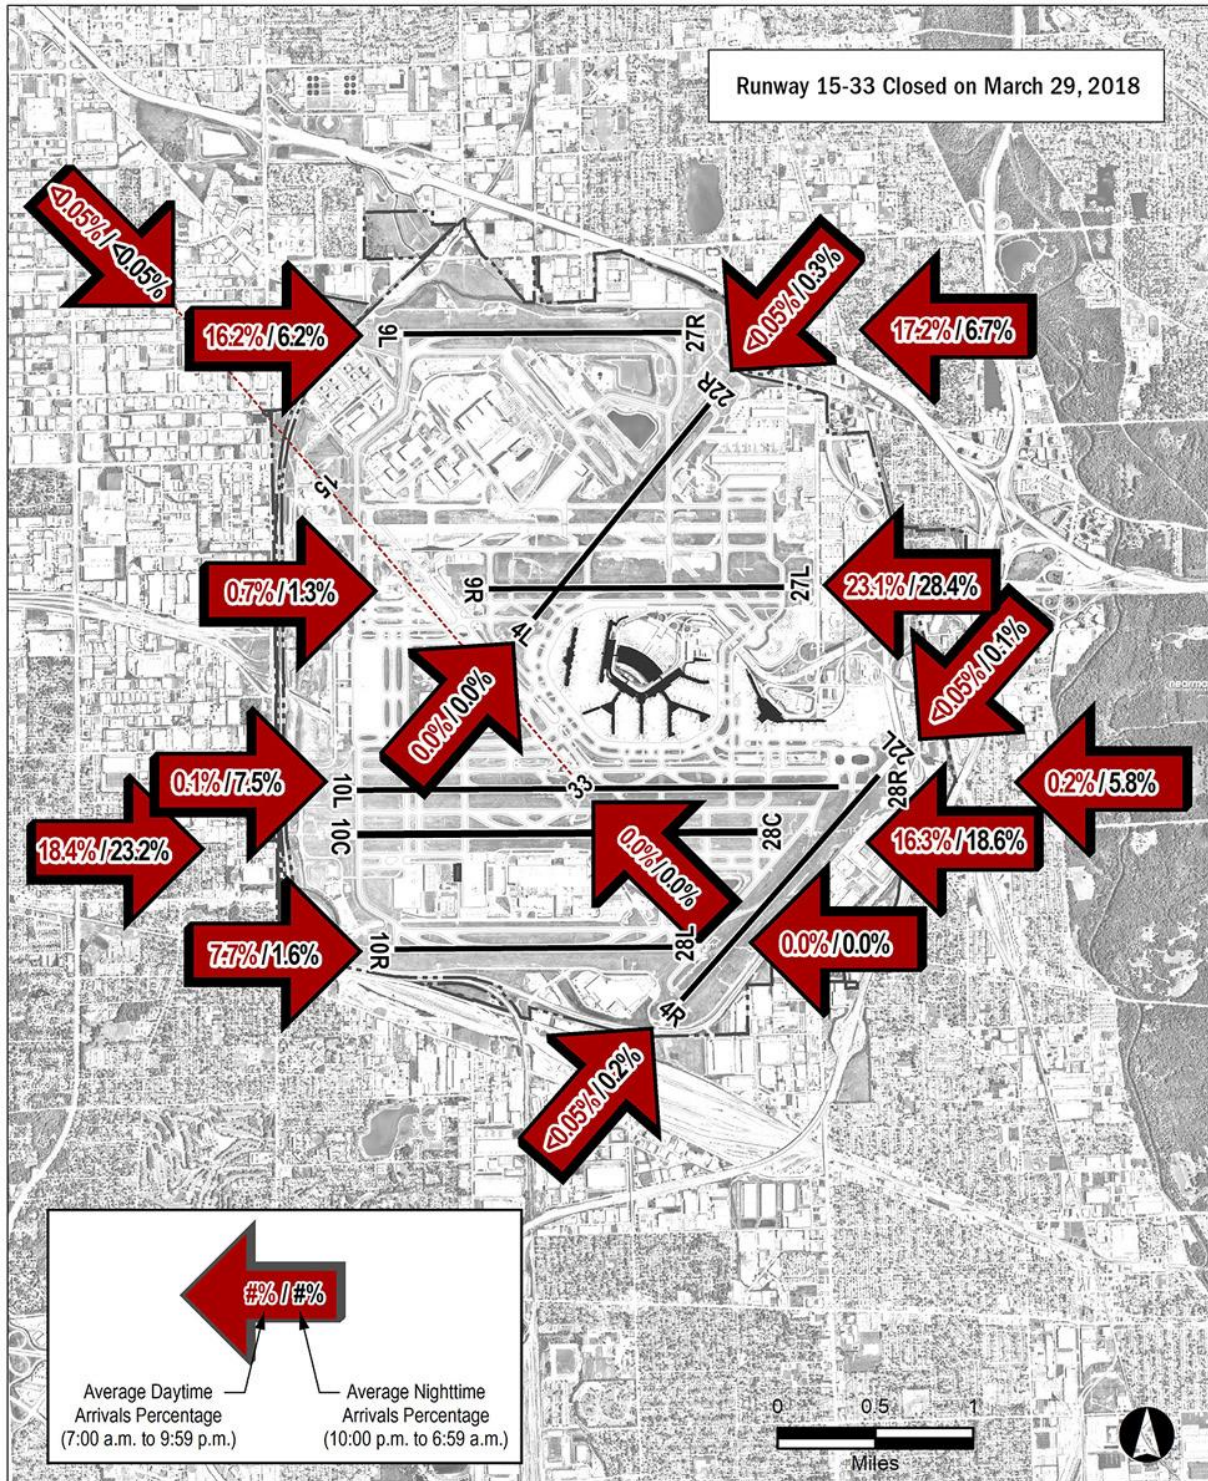 Runway 15-33 Closed on March 29, 2018
<0.05% / <0.05%
<0.05% / 0.3%
16.2% / 6.2%
9L
27R
17.2% / 6.7%
22R
15
0.7% / 1.3%
9R
27L
23.1% / 28.4%
4L
<0.05% / 0.1%
nearma
0.0% / 0.0%
22L
0.1% / 7.5%
10L
33
28R
0.2% / 5.8%
18.4% / 23.2%
10C
28C
16.3% / 18.6%
0.0% / 0.0%
7.7% / 1.6%
10R
28L
0.0% / 0.0%
4R
<0.05% / 0.2%
#% / #%
Average Daytime
Arrivals Percentage
(7:00 a.m. to 9:59 p.m.)
Average Nighttime
Arrivals Percentage
(10:00 p.m. to 6:59 a.m.)
0 0.5 1
Miles